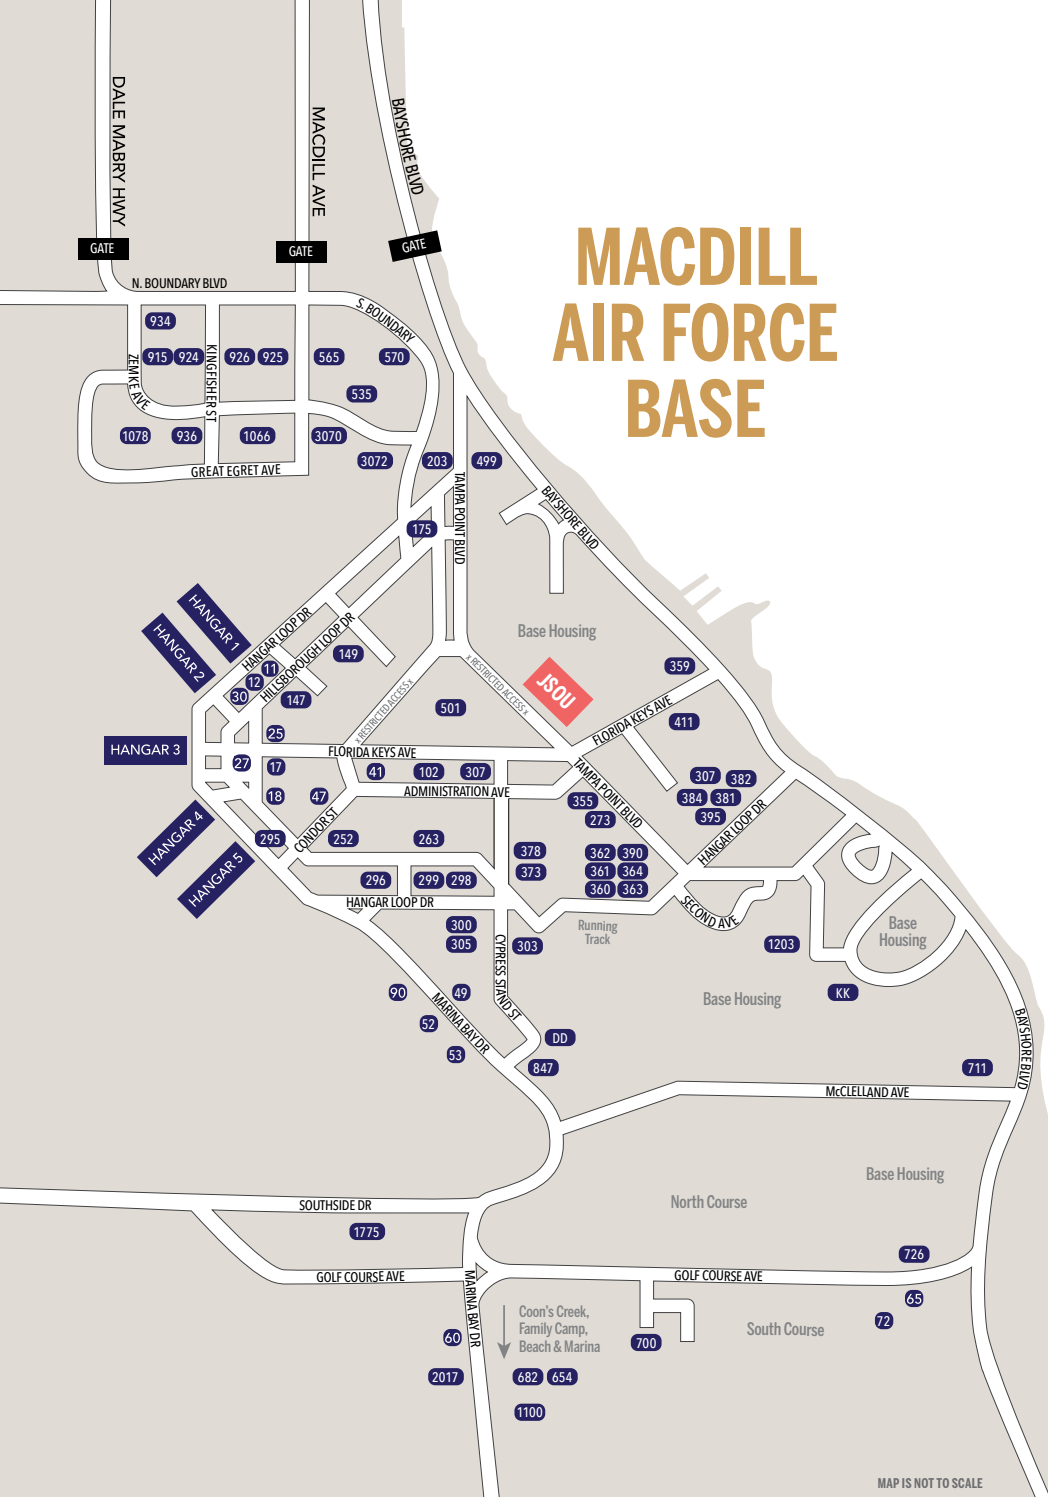 DALE MABRY HWY
MACDILL AVE
BAYSHORE BLVD
GATE
GATE
GATE
MACDILL
AIR FORCE
BASE
N. BOUNDARY BLVD
S. BOUNDARY
934
ZEMKE AVE
915
924
KINGFISHER ST
926
925
565
570
535
1078
936
1066
3070
GREAT EGRET AVE
3072
203
499
TAMPA POINT BLVD
BAYSHORE BLVD
175
HANGAR 1
HANGAR 2
HANGAR LOOP DR
HILLSBOROUGH LOOP DR
Base Housing
149
11
12
30
147
x RESTRICTED ACCESS x
x RESTRICTED ACCESS x
JSOU
359
501
FLORIDA KEYS AVE
411
25
HANGAR 3
FLORIDA KEYS AVE
27
17
41
102
307
TAMPA POINT BLVD
307
382
384
381
395
18
47
ADMINISTRATION AVE
355
273
HANGAR LOOP DR
HANGAR 4
HANGAR 5
295
CONDOR ST
252
263
378
373
362
390
361
364
360
363
296
299
298
HANGAR LOOP DR
SECOND AVE
300
305
CYPRESS STAND ST
303
Running
Track
1203
Base
Housing
90
49
52
53
MARINA BAY DR
Base Housing
KK
DD
847
BAYSHORE BLVD
711
McCLELLAND AVE
Base Housing
North Course
SOUTHSIDE DR
1775
726
GOLF COURSE AVE
GOLF COURSE AVE
65
72
MARINA BAY DR
Coon's Creek,
Family Camp,
Beach & Marina
South Course
60
700
2017
682
654
1100
MAP IS NOT TO SCALE